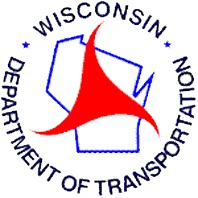 WISCONSIN
DEPARTMENT OF TRANSPORTATION